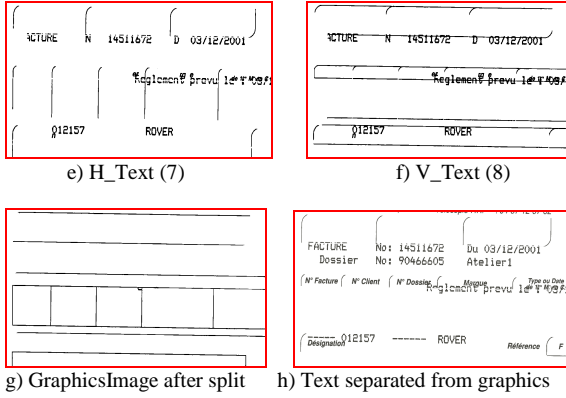 ACTURE N 14511672 D 03/12/2001
Reglement prevu le
012157 ROVER
e) H_Text (7)
ACTURE N 14511672 D 03/12/2001
Reglement prevu le
012157 ROVER
f) V_Text (8)
g) GraphicsImage after split
FACTURE No: 14511672 Du 03/12/2001
Dossier No: 90466605 Atelier1
N° Facture N° Client N° Dossier Marque Type ou Date
Reglement prevu le
------ 012157 ------ ROVER
Désignation Référence F
h) Text separated from graphics